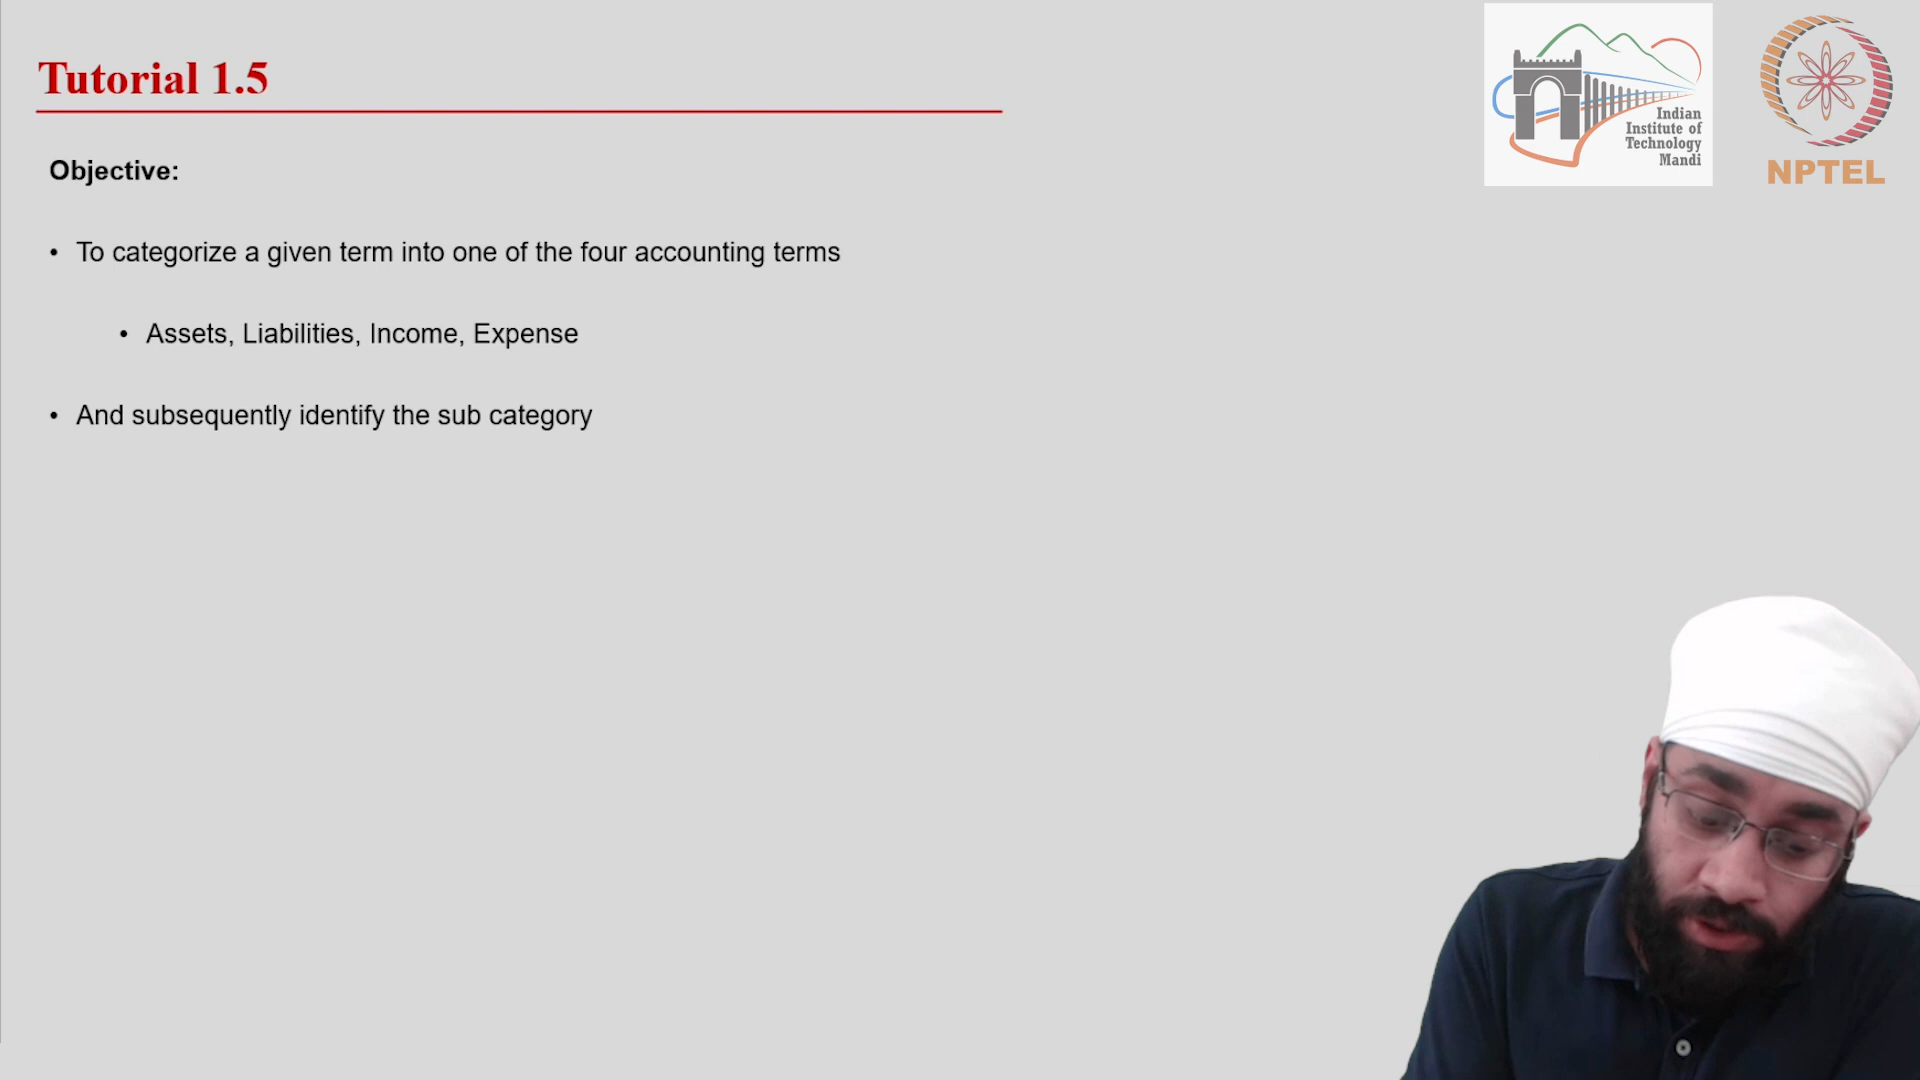 Tutorial 1.5
Objective:
• To categorize a given term into one of the four accounting terms
• Assets, Liabilities, Income, Expense
• And subsequently identify the sub category
Indian
Institute of
Technology
Mandi
NPTEL